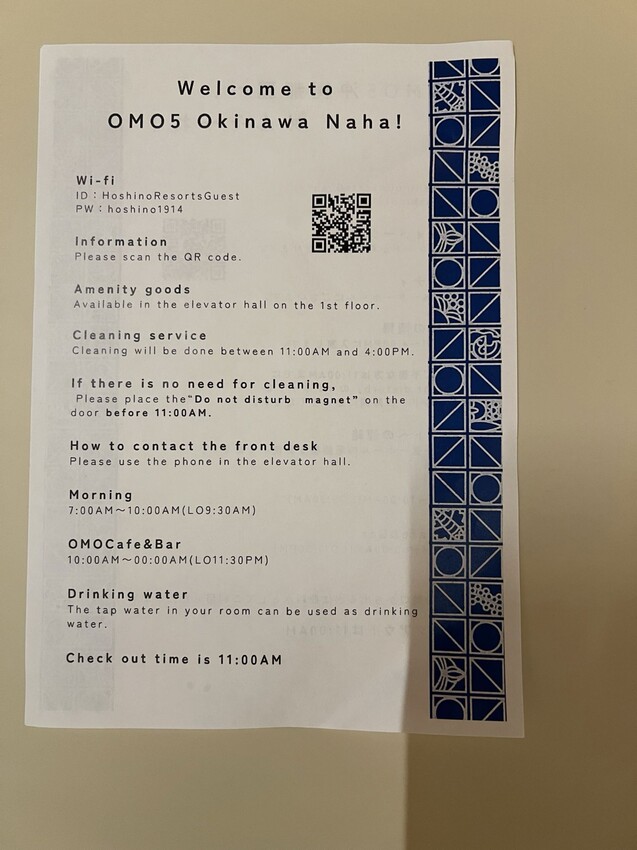 Welcome to
OMO5 Okinawa Naha!
Wi-fi
ID：HoshinoResortsGuest
PW：hoshino1914
Information
Please scan the QR code.
Amenity goods
Available in the elevator hall on the 1st floor.
Cleaning service
Cleaning will be done between 11:00AM and 4:00PM.
If there is no need for cleaning,
Please place the“Do not disturb magnet” on the
door before 11:00AM.
How to contact the front desk
Please use the phone in the elevator hall.
Morning
7:00AM～10:00AM(LO9:30AM)
OMOCafe&Bar
10:00AM～00:00AM(LO11:30PM)
Drinking water
The tap water in your room can be used as drinking
water.
Check out time is 11:00AM